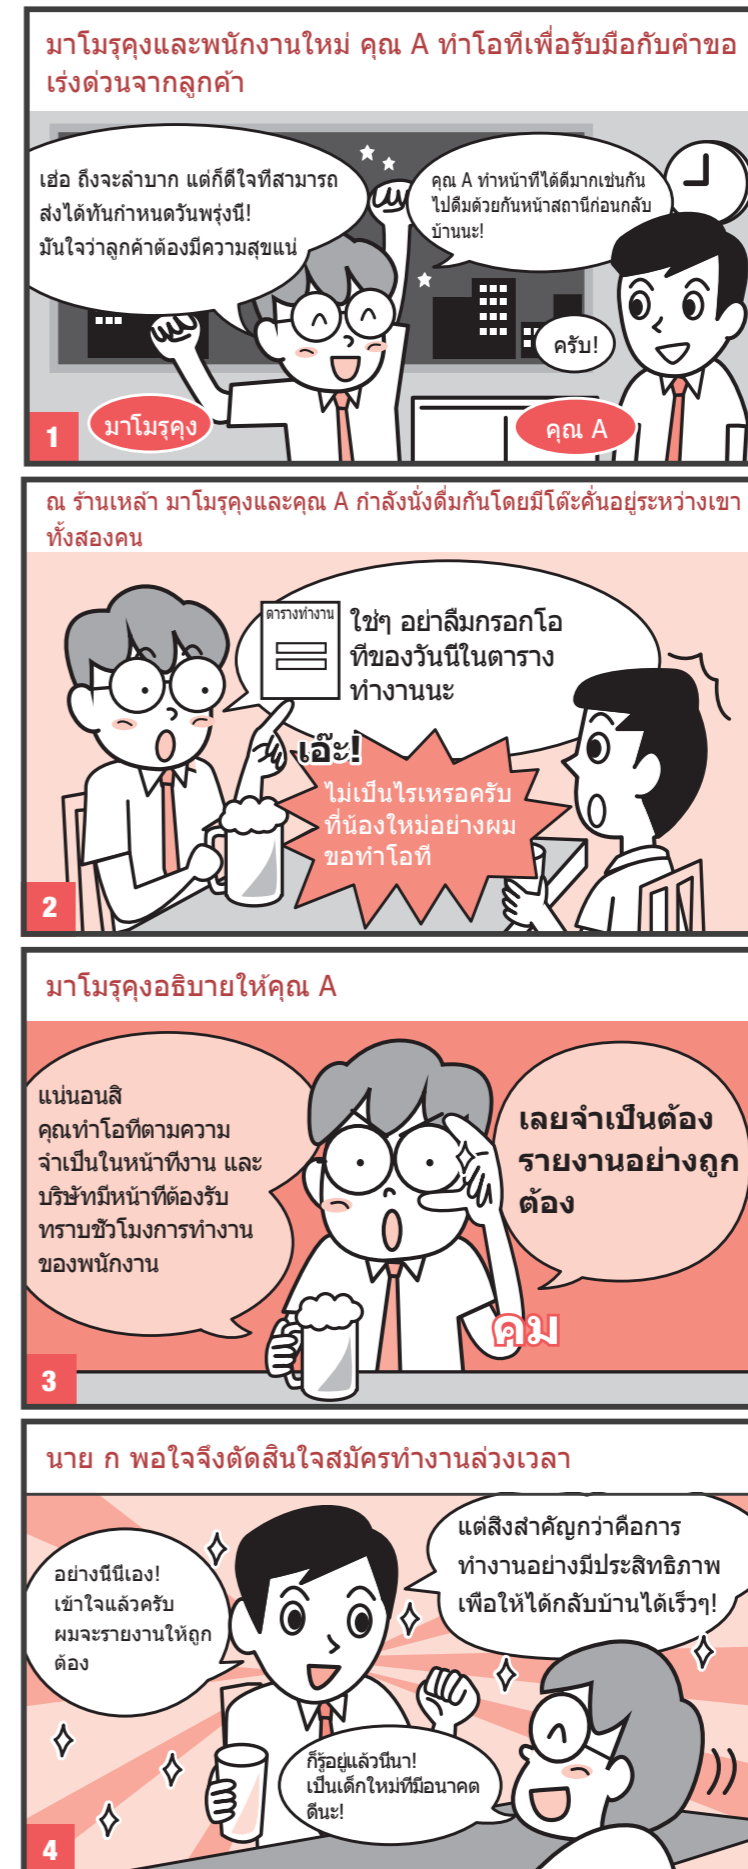 มาโมรุคุงและพนักงานใหม่ คุณ A ทำโอทีเพื่อรับมือกับคำขอ
เร่งด่วนจากลูกค้า
เฮ่อ ถึงจะลำบาก แต่ก็ดีใจที่สามารถ
ส่งได้ทันกำหนดวันพรุ่งนี้!
มั่นใจว่าลูกค้าต้องมีความสุขแน่
คุณ A ทำหน้าที่ได้ดีมากเช่นกัน
ไปดื่มด้วยกันหน้าสถานีก่อนกลับ
บ้านนะ!
ครับ!
มาโมรุคุง
คุณ A
1
ณ ร้านเหล้า มาโมรุคุงและคุณ A กำลังนั่งดื่มกันโดยมีโต๊ะคั่นอยู่ระหว่างเขา
ทั้งสองคน
ตารางทำงาน
ใช่ๆ อย่าลืมกรอกโอ
ทีของวันนี้ในตาราง
ทำงานนะ
เอ๊ะ!
ไม่เป็นไรเหรอครับ
ที่น้องใหม่อย่างผม
ขอทำโอที
2
มาโมรุคุงอธิบายให้คุณ A
แน่นอนสิ
คุณทำโอทีตามความ
จำเป็นในหน้าที่งาน และ
บริษัทมีหน้าที่ต้องรับ
ทราบชั่วโมงการทำงาน
ของพนักงาน
เลยจำเป็นต้อง
รายงานอย่างถูก
ต้อง
คม
3
นาย ก พอใจจึงตัดสินใจสมัครทำงานล่วงเวลา
อย่างนี้นี่เอง!
เข้าใจแล้วครับ
ผมจะรายงานให้ถูก
ต้อง
แต่สิ่งสำคัญกว่าคือการ
ทำงานอย่างมีประสิทธิภาพ
เพื่อให้ได้กลับบ้านได้เร็วๆ!
ก็รู้อยู่แล้วนี่นา!
เป็นเด็กใหม่ที่มีอนาคต
ดีนะ!
4